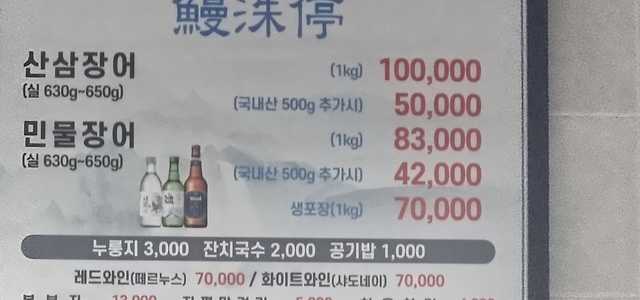 鰻洙停
산삼장어 (1kg) 100,000
(실 630g~650g)
(국내산 500g 추가시) 50,000
민물장어 (1kg) 83,000
(실 630g~650g)
(국내산 500g 추가시) 42,000
생포장(1kg) 70,000
누룽지 3,000 잔치국수 2,000 공기밥 1,000
레드와인(떼르누스) 70,000 / 화이트와인(샤도네이) 70,000